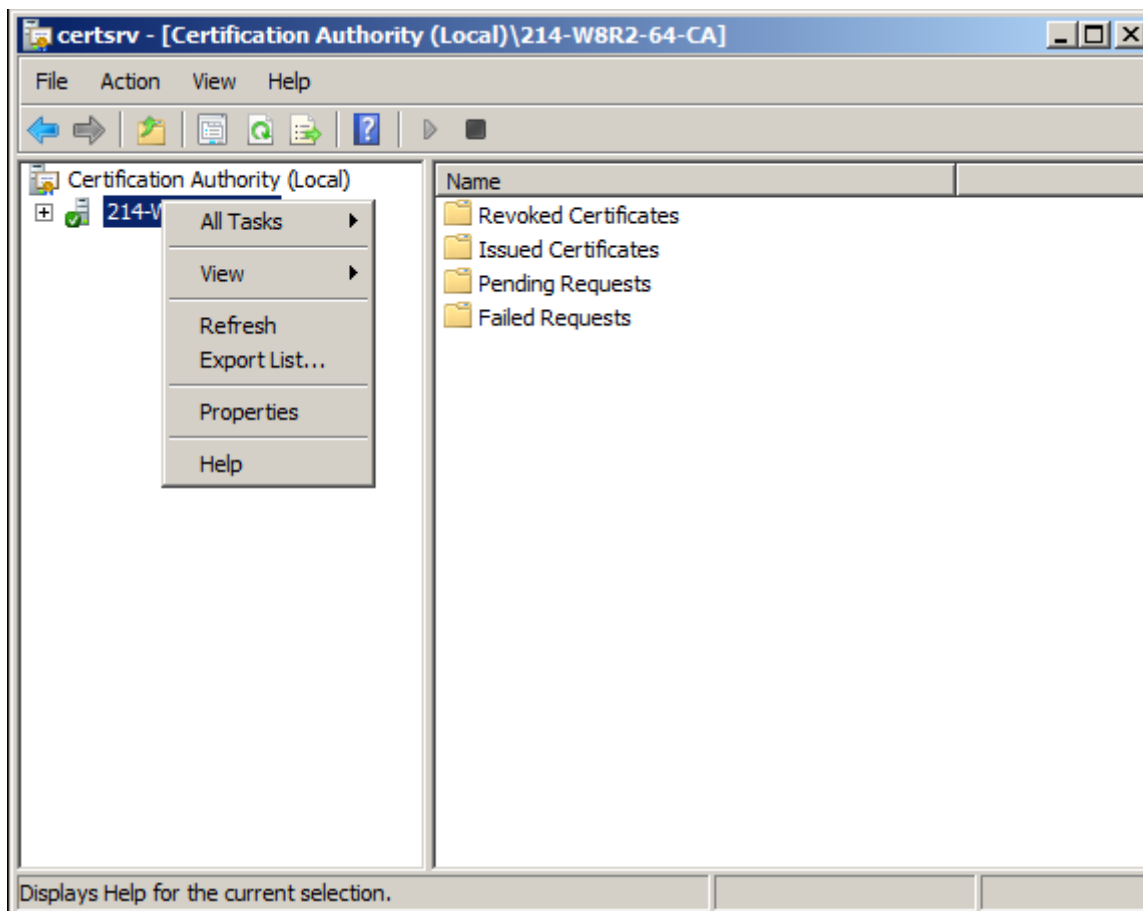 certsrv - [Certification Authority (Local)\214-W8R2-64-CA]
File Action View Help
Certification Authority (Local)
214-W
All Tasks
View
Refresh
Export List...
Properties
Help
Name
Revoked Certificates
Issued Certificates
Pending Requests
Failed Requests
Displays Help for the current selection.